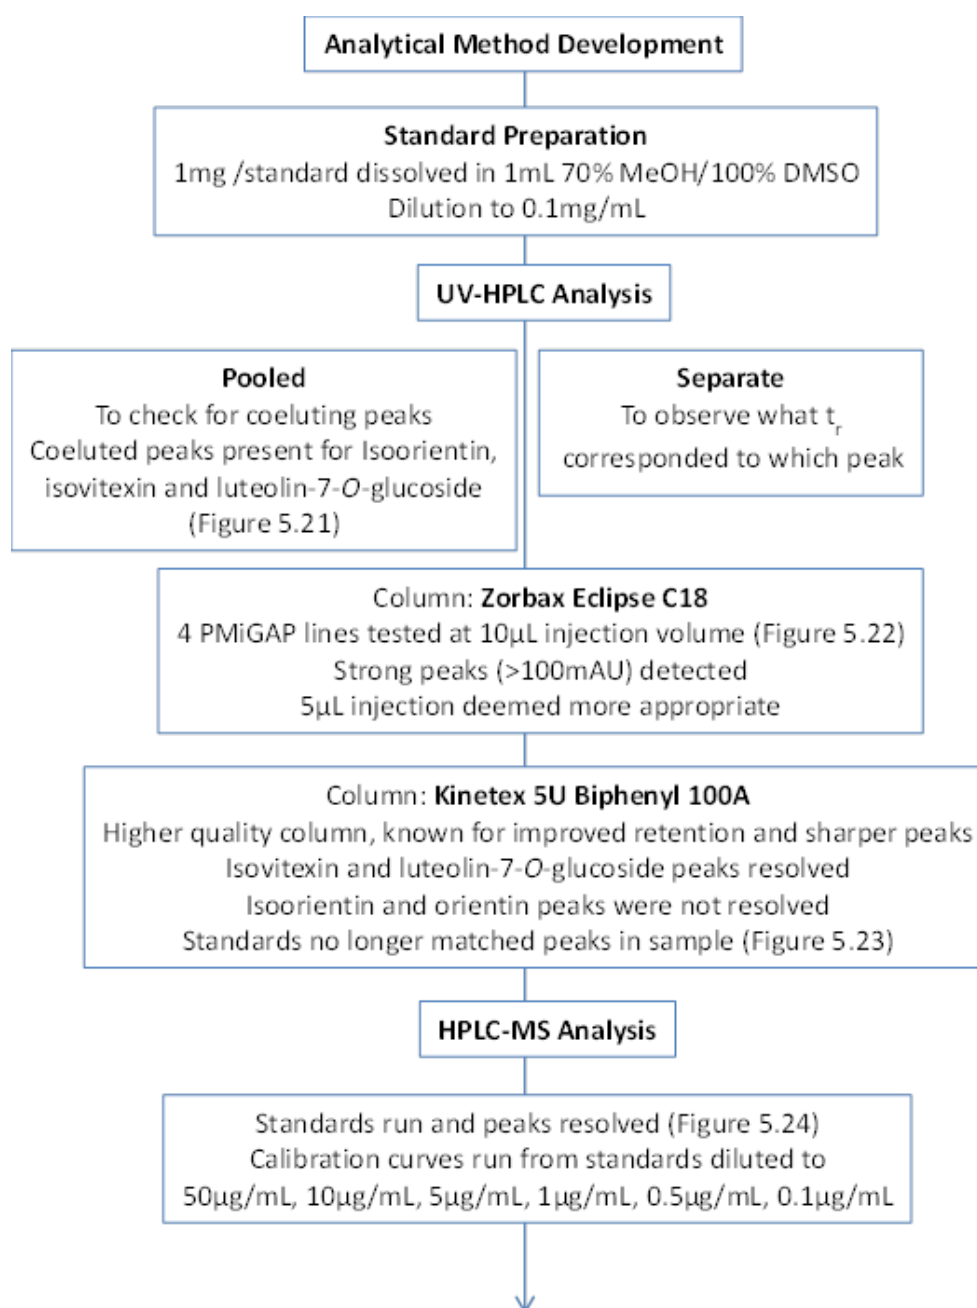 Analytical Method Development
Standard Preparation
1mg /standard dissolved in 1mL 70% MeOH/100% DMSO
Dilution to 0.1mg/mL
UV-HPLC Analysis
Pooled
To check for coeluting peaks
Coeluted peaks present for Isoorientin,
isovitexin and luteolin-7-O-glucoside
(Figure 5.21)
Separate
To observe what tr
corresponded to which peak
Column: Zorbax Eclipse C18
4 PMiGAP lines tested at 10µL injection volume (Figure 5.22)
Strong peaks (>100mAU) detected
5µL injection deemed more appropriate
Column: Kinetex 5U Biphenyl 100A
Higher quality column, known for improved retention and sharper peaks
Isovitexin and luteolin-7-O-glucoside peaks resolved
Isoorientin and orientin peaks were not resolved
Standards no longer matched peaks in sample (Figure 5.23)
HPLC-MS Analysis
Standards run and peaks resolved (Figure 5.24)
Calibration curves run from standards diluted to
50µg/mL, 10µg/mL, 5µg/mL, 1µg/mL, 0.5µg/mL, 0.1µg/mL